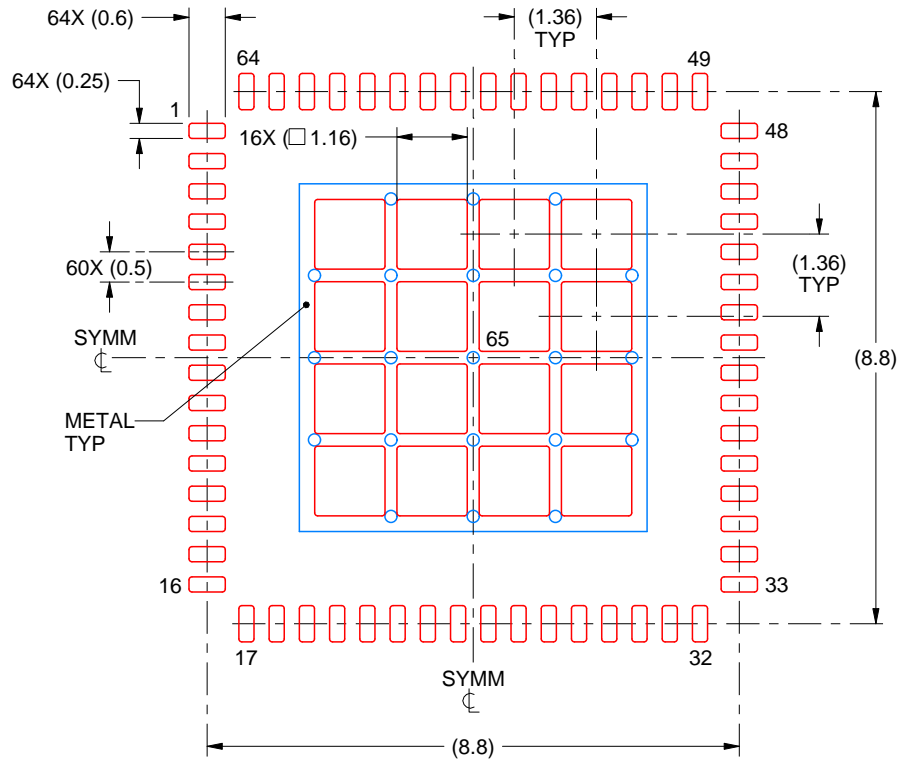 64X (0.6)
(1.36)
TYP
64
49
64X (0.25)
1
16X (□ 1.16)
48
60X (0.5)
(1.36)
TYP
SYMM
℄
65
(8.8)
METAL
TYP
16
33
17
32
SYMM
℄
(8.8)